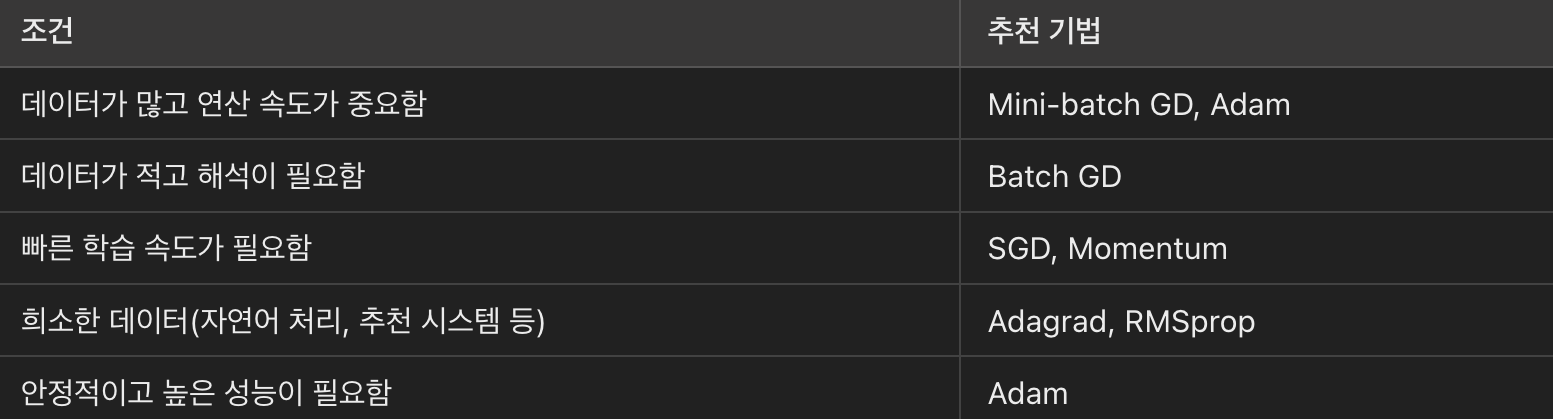 조건 추천 기법
데이터가 많고 연산 속도가 중요함 Mini-batch GD, Adam
데이터가 적고 해석이 필요함 Batch GD
빠른 학습 속도가 필요함 SGD, Momentum
희소한 데이터(자연어 처리, 추천 시스템 등) Adagrad, RMSprop
안정적이고 높은 성능이 필요함 Adam